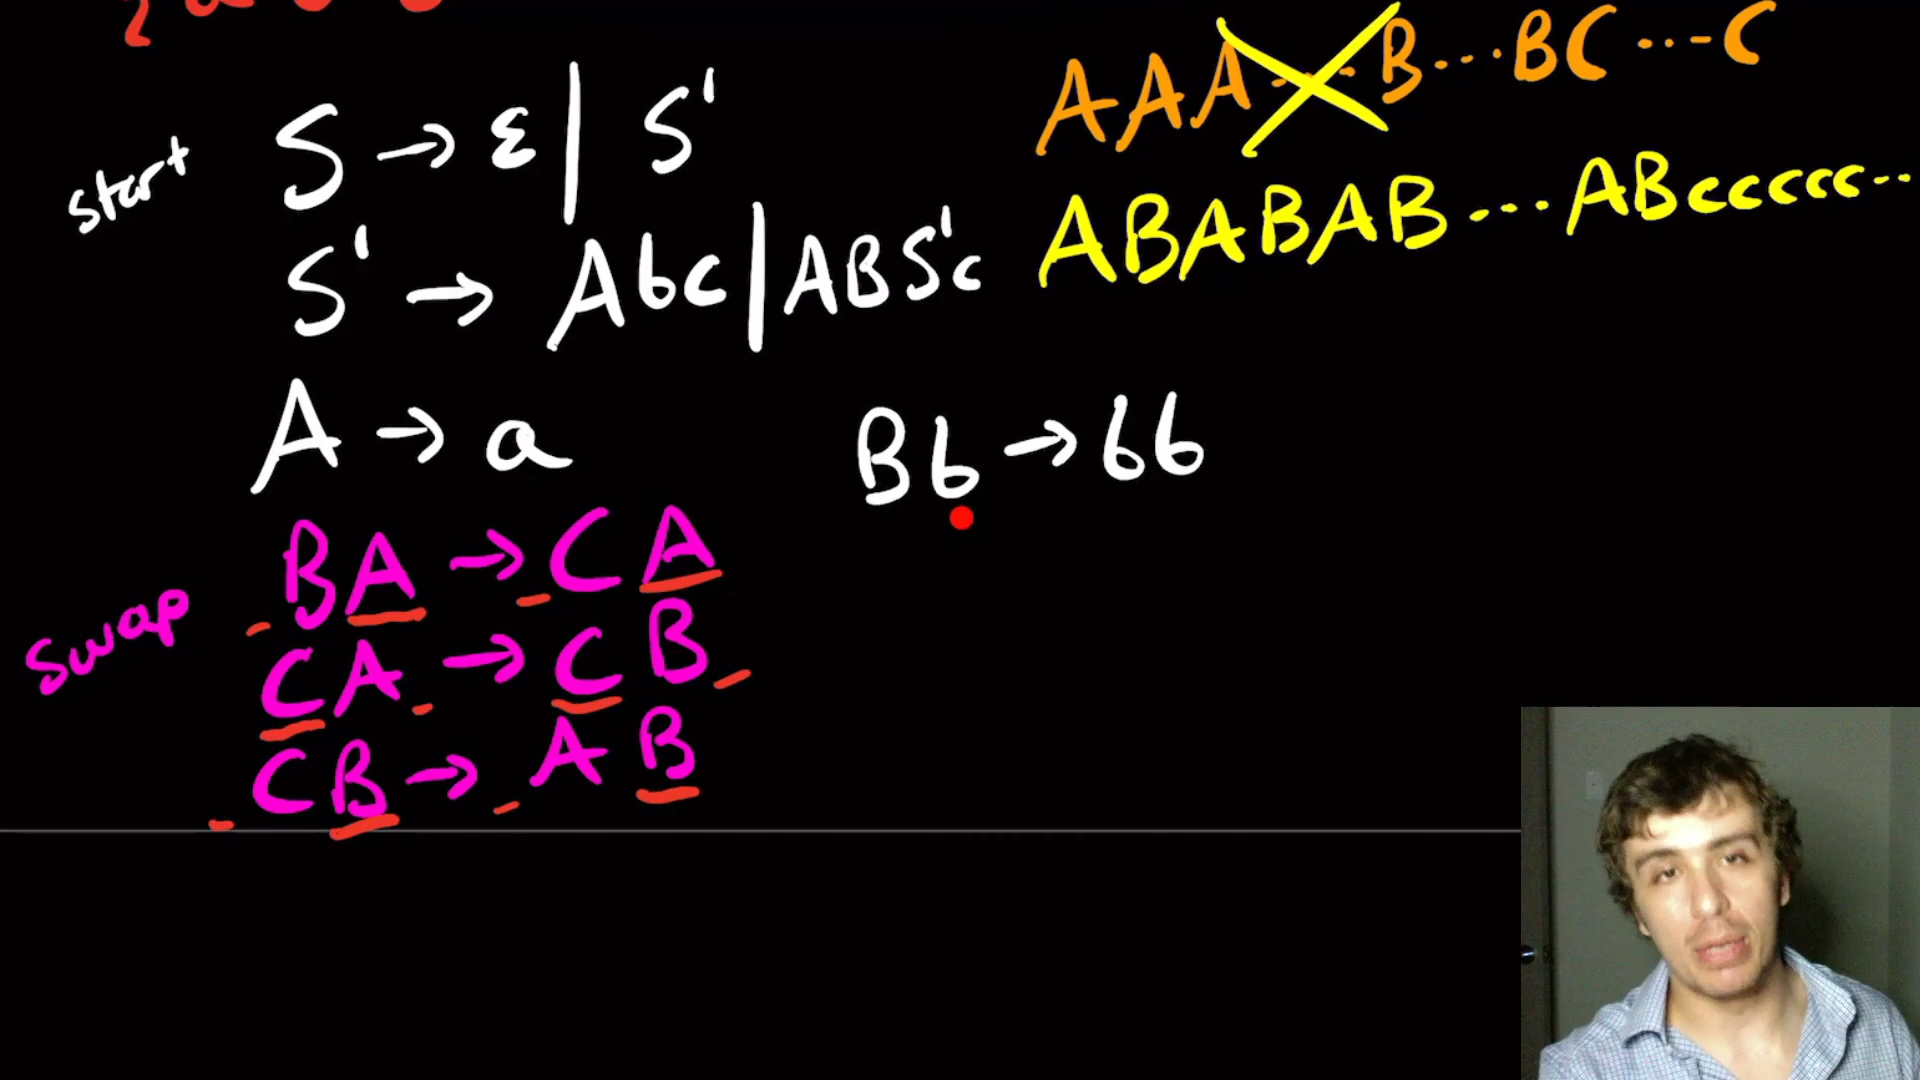 AAA ... B...BC...C
start S → ε | S'
ABABAB...ABccccc...
S' → Abc | ABS'c
A → a
Bb → bb
swap BA → CA
CA → CB
CB → AB